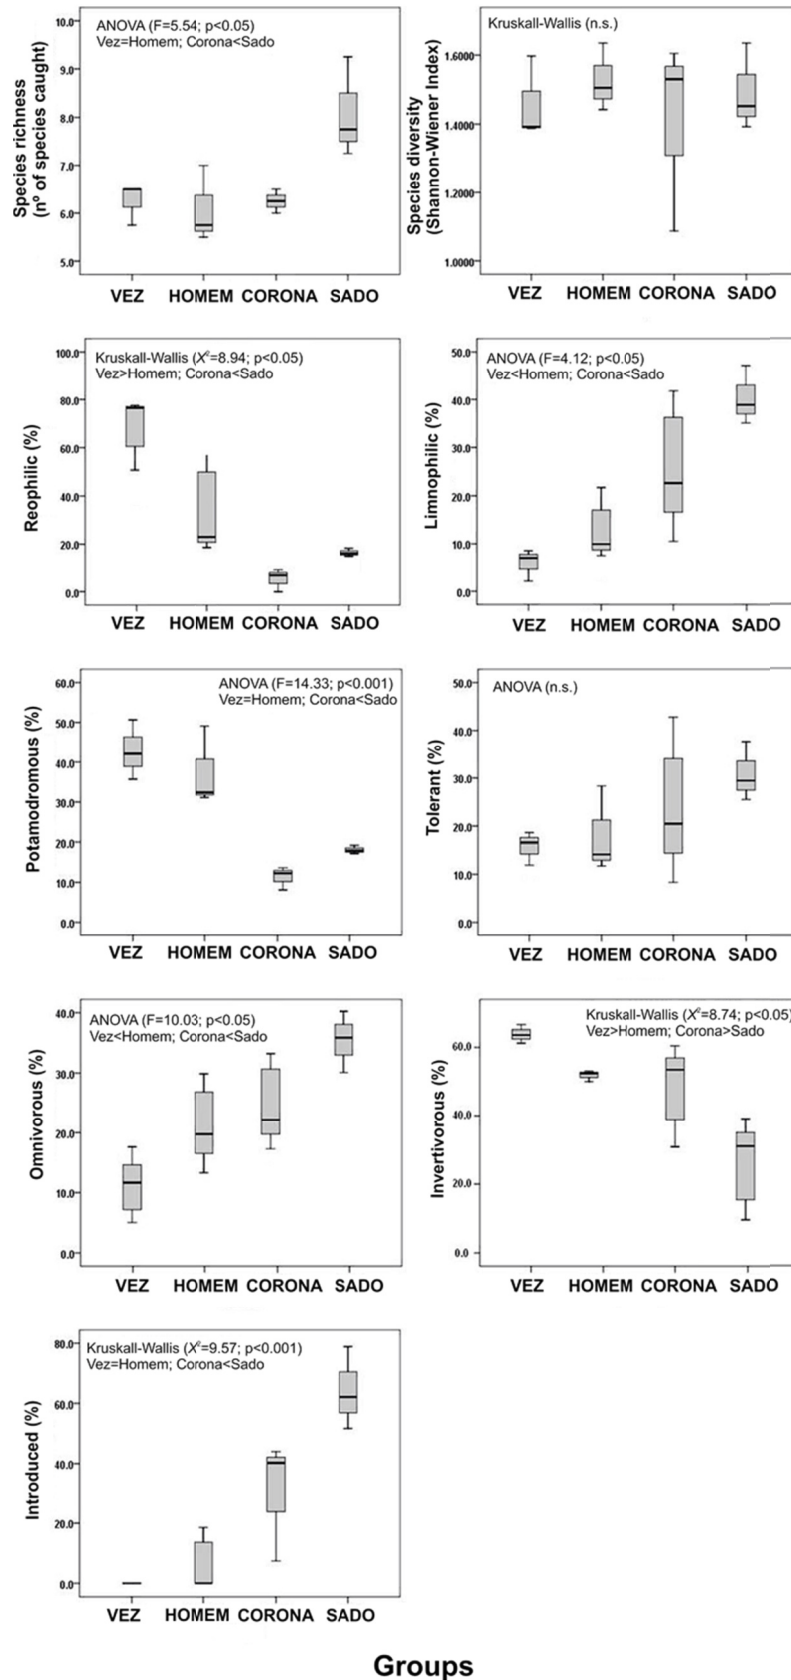 ANOVA (F=5.54; p<0.05)
Vez=Homem; Corona<Sado
Species richness
(nº of species caught)
10.0
9.0
8.0
7.0
6.0
5.0
VEZ HOMEM CORONA SADO
Kruskall-Wallis (n.s.)
Species diversity
(Shannon-Wiener Index)
1.6000
1.4000
1.2000
1.0000
VEZ HOMEM CORONA SADO
Kruskall-Wallis (X²=8.94; p<0.05)
Vez>Homem; Corona<Sado
Reophilic (%)
100.0
80.0
60.0
40.0
20.0
0.0
VEZ HOMEM CORONA SADO
ANOVA (F=4.12; p<0.05)
Vez<Homem; Corona<Sado
Limnophilic (%)
50.0
40.0
30.0
20.0
10.0
0.0
VEZ HOMEM CORONA SADO
ANOVA (F=14.33; p<0.001)
Vez=Homem; Corona<Sado
Potamodromous (%)
60.0
50.0
40.0
30.0
20.0
10.0
0.0
VEZ HOMEM CORONA SADO
ANOVA (n.s.)
Tolerant (%)
50.0
40.0
30.0
20.0
10.0
0.0
VEZ HOMEM CORONA SADO
ANOVA (F=10.03; p<0.05)
Vez<Homem; Corona<Sado
Omnivorous (%)
40.0
30.0
20.0
10.0
0.0
VEZ HOMEM CORONA SADO
Kruskall-Wallis (X²=8.74; p<0.05)
Vez>Homem; Corona>Sado
Invertivorous (%)
60.0
40.0
20.0
0.0
VEZ HOMEM CORONA SADO
Kruskall-Wallis (X²=9.57; p<0.001)
Vez=Homem; Corona<Sado
Introduced (%)
80.0
60.0
40.0
20.0
0.0
VEZ HOMEM CORONA SADO
Groups